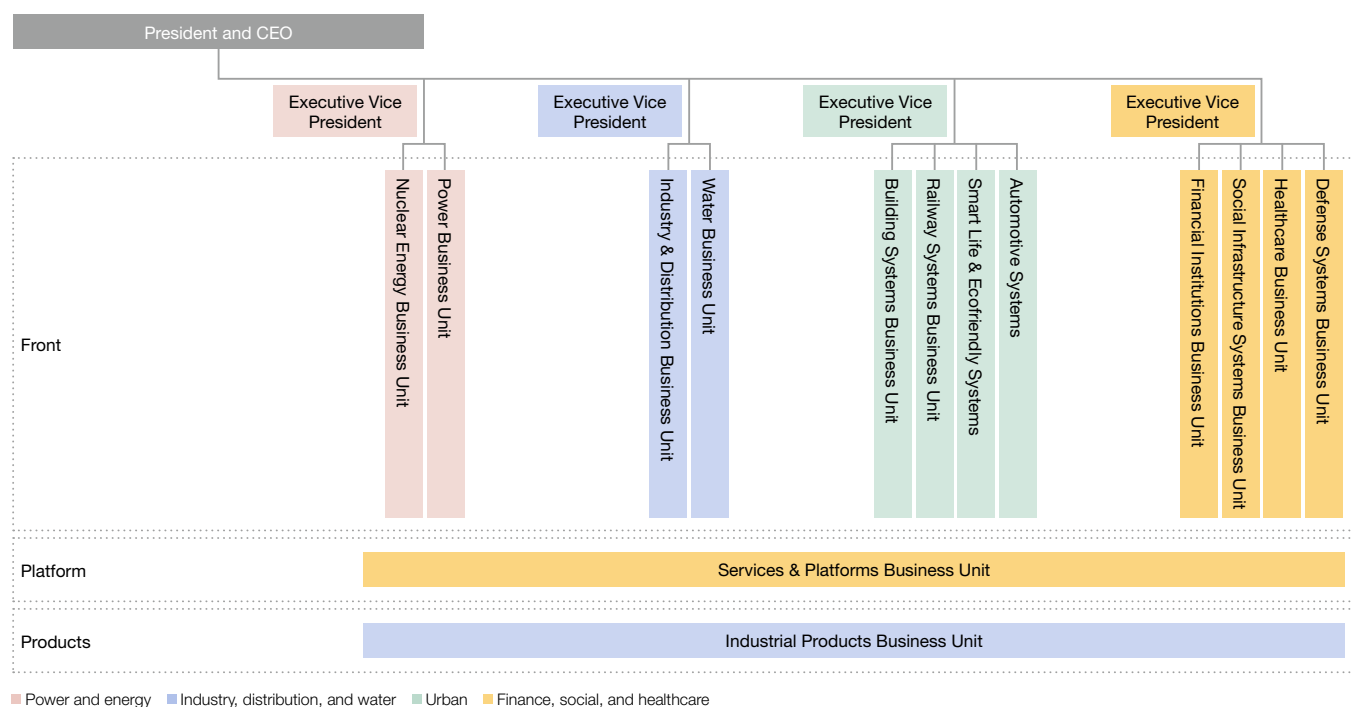 President and CEO
Executive Vice
President
Executive Vice
President
Executive Vice
President
Executive Vice
President
Front
Nuclear Energy Business Unit
Power Business Unit
Industry & Distribution Business Unit
Water Business Unit
Building Systems Business Unit
Railway Systems Business Unit
Smart Life & Ecofriendly Systems
Automotive Systems
Financial Institutions Business Unit
Social Infrastructure Systems Business Unit
Healthcare Business Unit
Defense Systems Business Unit
Platform
Services & Platforms Business Unit
Products
Industrial Products Business Unit
Power and energy Industry, distribution, and water Urban Finance, social, and healthcare